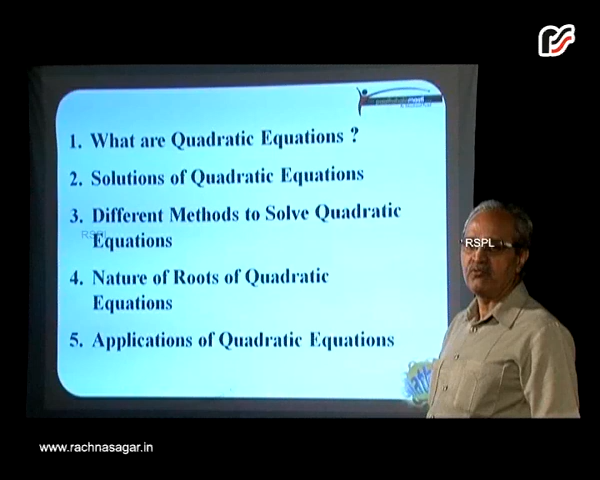 1. What are Quadratic Equations ?
2. Solutions of Quadratic Equations
3. Different Methods to Solve Quadratic
RSPL
Equations
RSPL
4. Nature of Roots of Quadratic
Equations
5. Applications of Quadratic Equations
www.rachnasagar.in